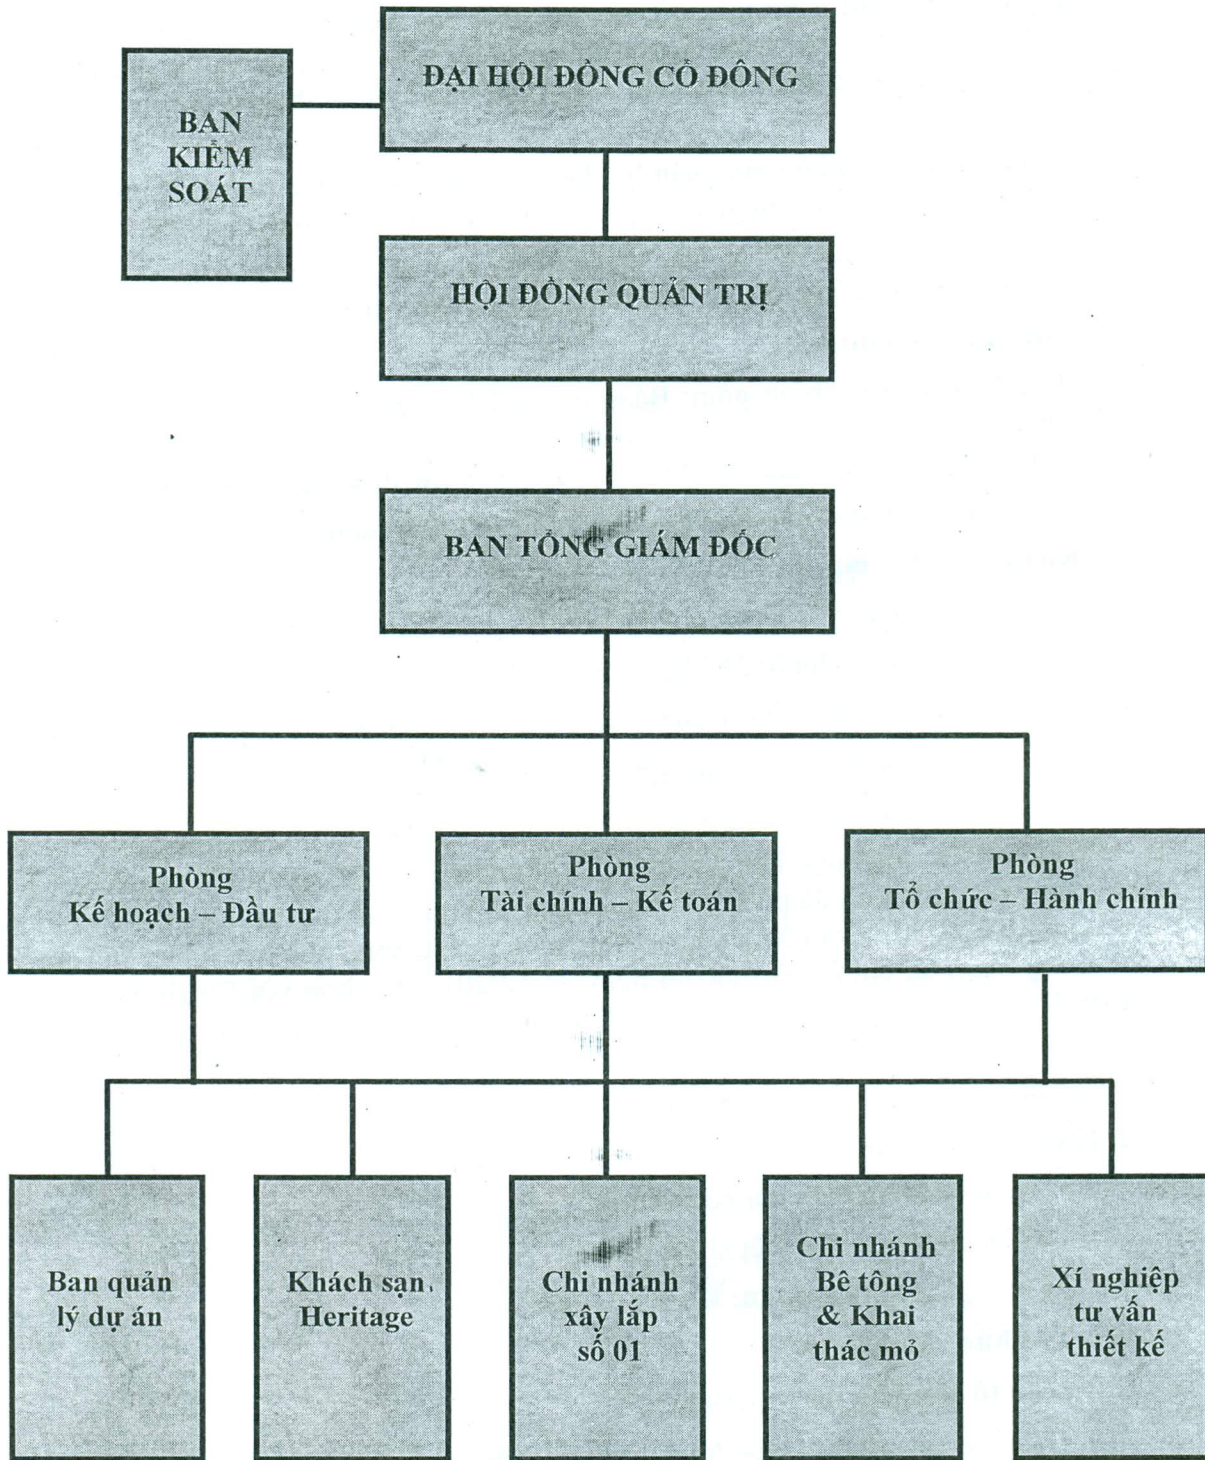 ĐẠI HỘI ĐỒNG CỔ ĐÔNG
BAN
KIỂM
SOÁT
HỘI ĐỒNG QUẢN TRỊ
BAN TỔNG GIÁM ĐỐC
Phòng
Kế hoạch – Đầu tư
Phòng
Tài chính – Kế toán
Phòng
Tổ chức – Hành chính
Ban quản
lý dự án
Khách sạn
Heritage
Chi nhánh
xây lắp
số 01
Chi nhánh
Bê tông
& Khai
thác mỏ
Xí nghiệp
tư vấn
thiết kế